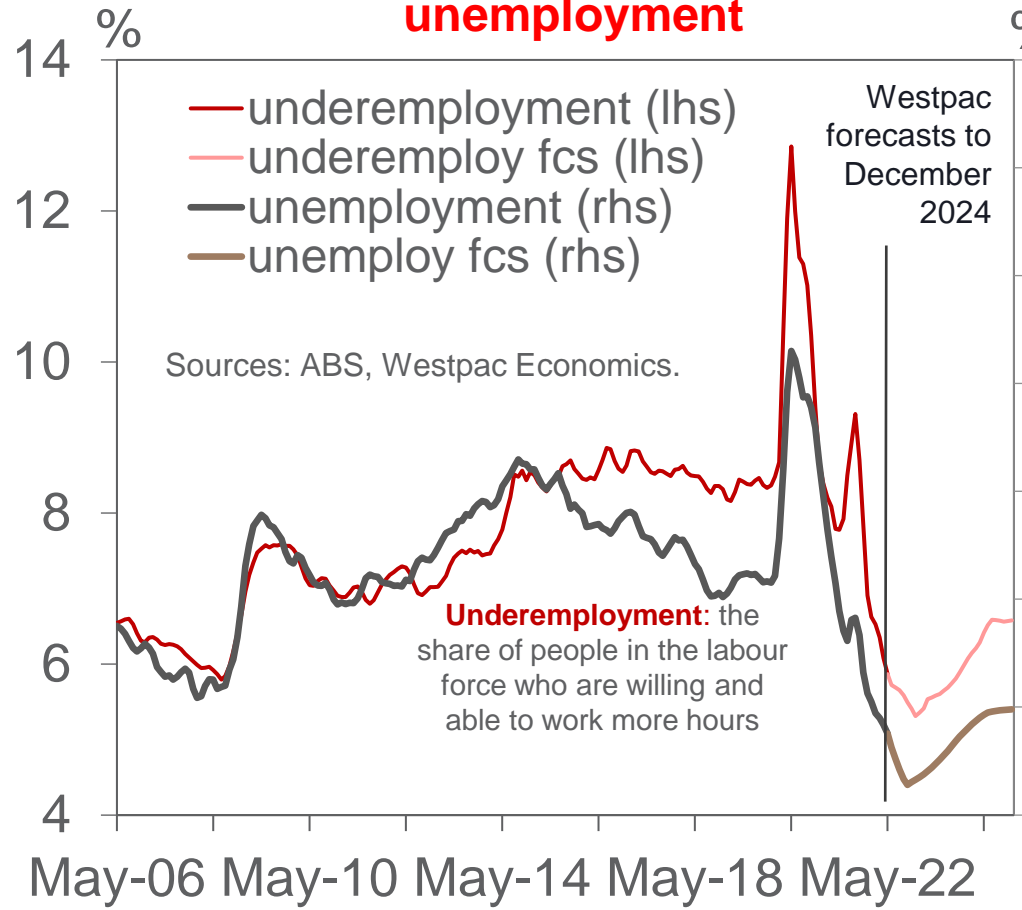 unemployment
%
14
underemployment (lhs)
underemploy fcs (lhs)
unemployment (rhs)
unemploy fcs (rhs)
Westpac
forecasts to
December
2024
12
10
Sources: ABS, Westpac Economics.
8
6
Underemployment: the
share of people in the labour
force who are willing and
able to work more hours
4
May-06 May-10 May-14 May-18 May-22